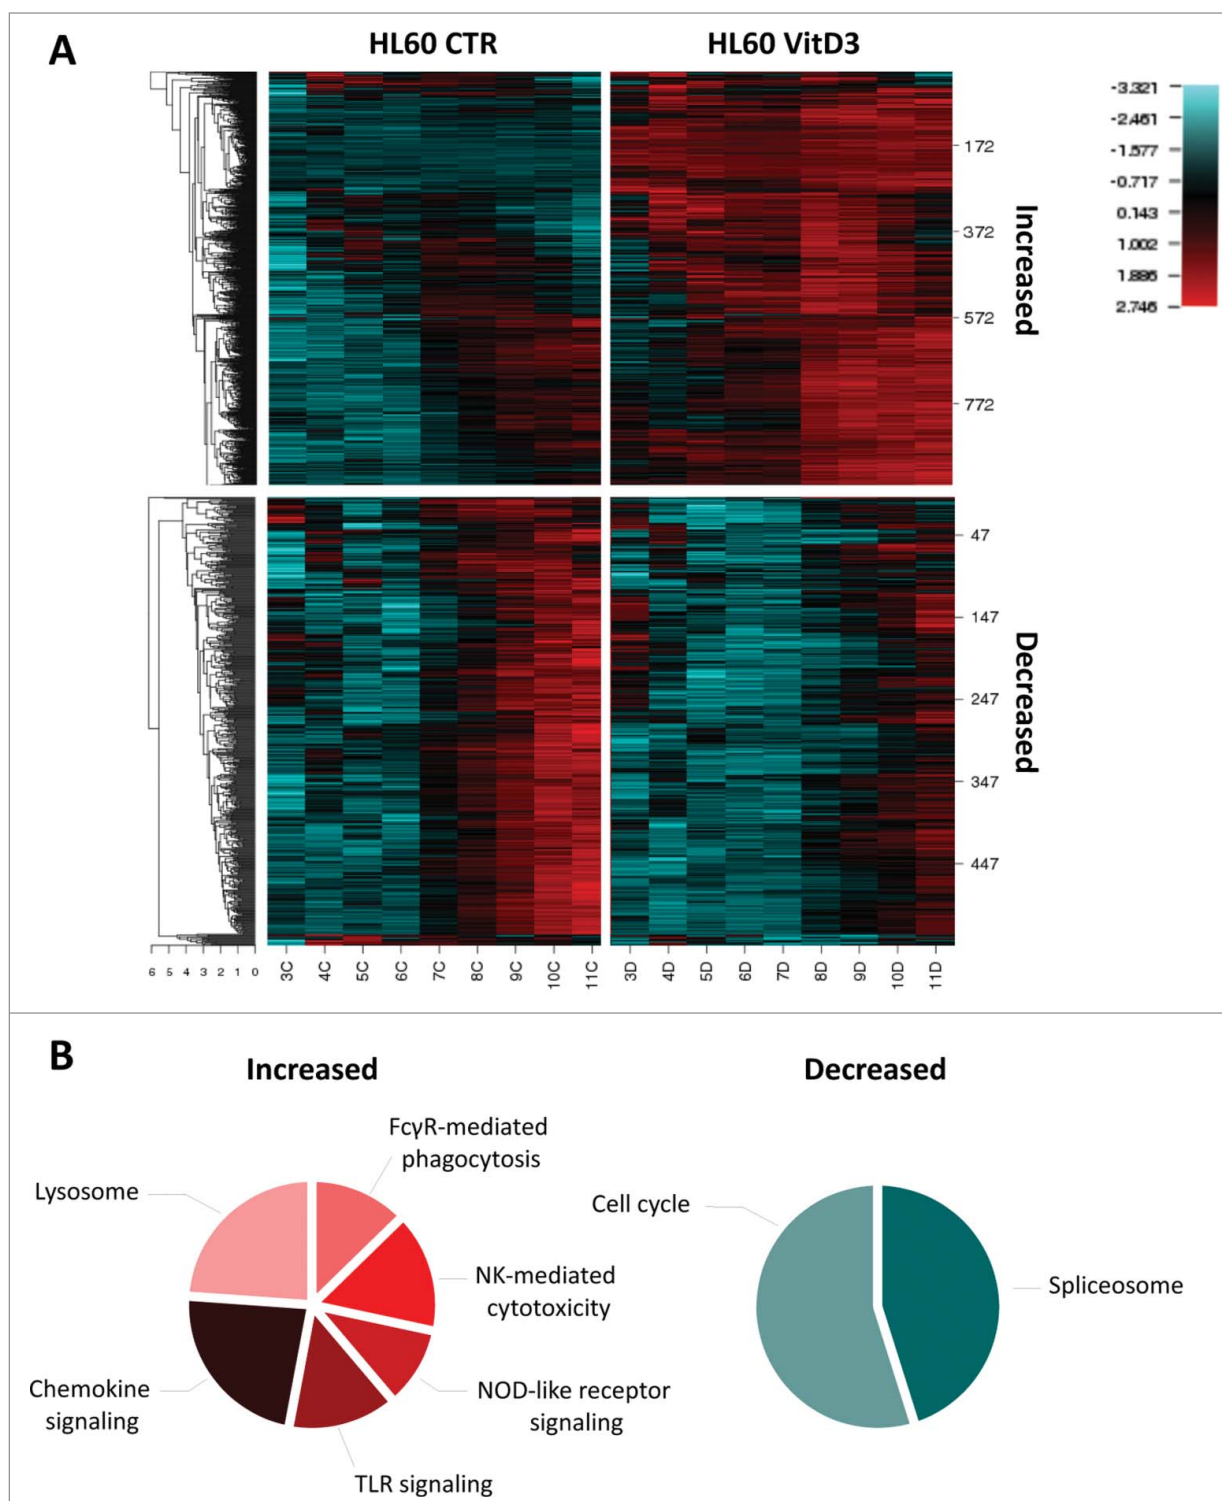 A
HL60 CTR
HL60 VitD3
-3.321
-2.461
-1.577
-0.717
0.143
1.002
1.886
2.746
172
372
572
772
Increased
47
147
247
347
447
Decreased
6 5 4 3 2 1 0
3C 4C 5C 6C 7C 8C 9C 10C 11C
3D 4D 5D 6D 7D 8D 9D 10D 11D
B
Increased
Decreased
FcγR-mediated
phagocytosis
Lysosome
NK-mediated
cytotoxicity
Chemokine
signaling
NOD-like receptor
signaling
TLR signaling
Cell cycle
Spliceosome